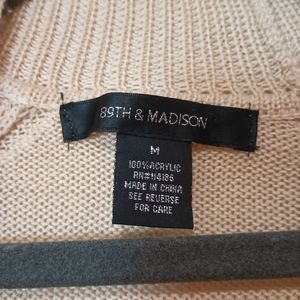 89TH & MADISON
M
100% ACRYLIC
RN#114186
MADE IN CHINA
SEE REVERSE
FOR CARE